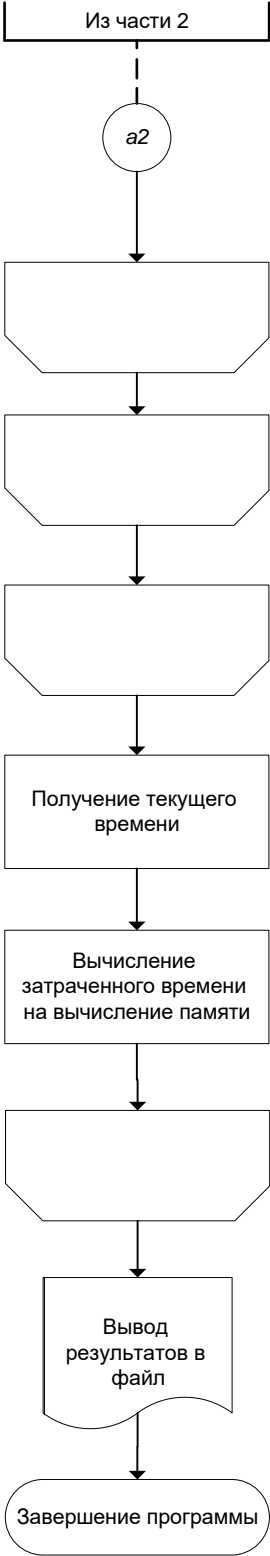 Из части 2
a2
Получение текущего
времени
Вычисление
затраченного времени
на вычисление памяти
Вывод
результатов в
файл
Завершение программы